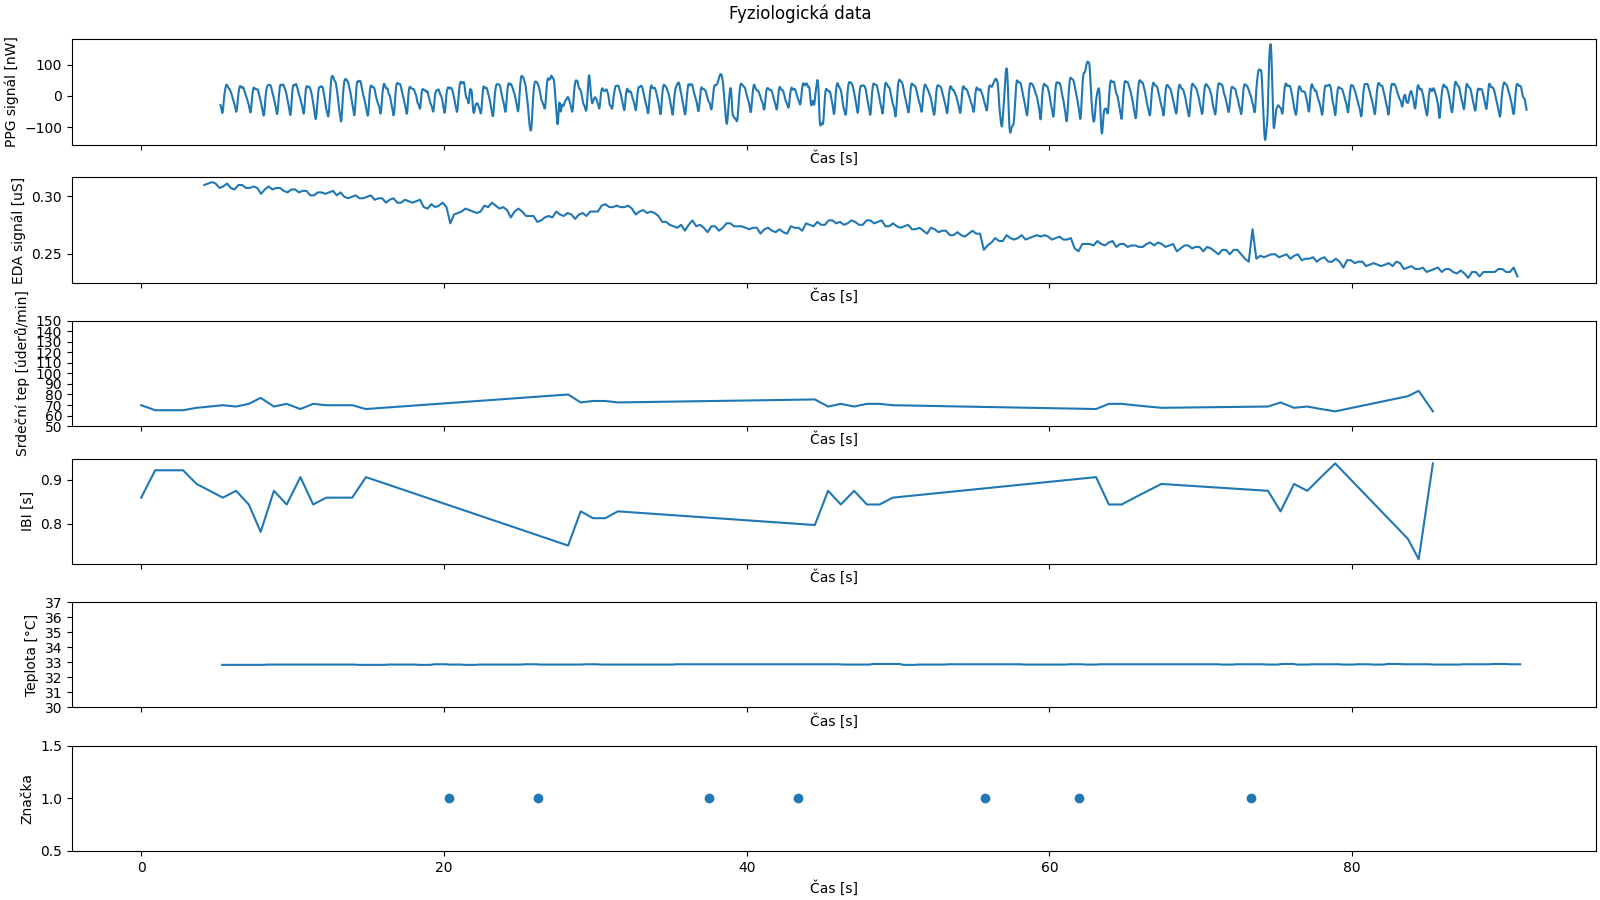 Fyziologická data
PPG signál [nW]
100
0
−100
Čas [s]
EDA signál [uS]
0.30
0.25
Čas [s]
Srdeční tep [úderů/min]
150
140
130
120
110
100
90
80
70
60
50
Čas [s]
IBI [s]
0.9
0.8
Čas [s]
Teplota [°C]
37
36
35
34
33
32
31
30
Čas [s]
Značka
1.5
1.0
0.5
0 20 40 60 80
Čas [s]